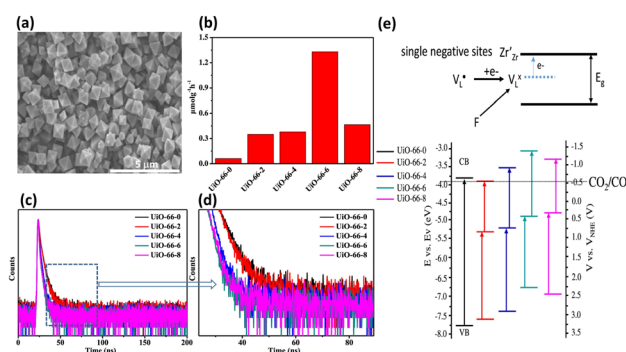 (a)
5 μm
(b)
μmolg⁻¹h⁻¹
1.5
1.2
0.9
0.6
0.3
0.0
UiO-66-0
UiO-66-2
UiO-66-4
UiO-66-6
UiO-66-8
(c)
UiO-66-0
UiO-66-2
UiO-66-4
UiO-66-6
UiO-66-8
Counts
0 50 100 150 200
Time (ns)
(d)
UiO-66-0
UiO-66-2
UiO-66-4
UiO-66-6
UiO-66-8
Counts
40 60 80
Time (ns)
(e)
single negative sites
Zr'Zr
e-
Eg
VL• +e- VLx
F
UiO-66-0
UiO-66-2
UiO-66-4
UiO-66-6
UiO-66-8
E vs. Ev (eV)
-3.0
-3.5
-4.0
-4.5
-5.0
-5.5
-6.0
-6.5
-7.0
-7.5
-8.0
CB
VB
CO2/CO
-1.5
-1.0
-0.5
0.0
0.5
1.0
1.5
2.0
2.5
3.0
3.5
V vs. VNHE (V)